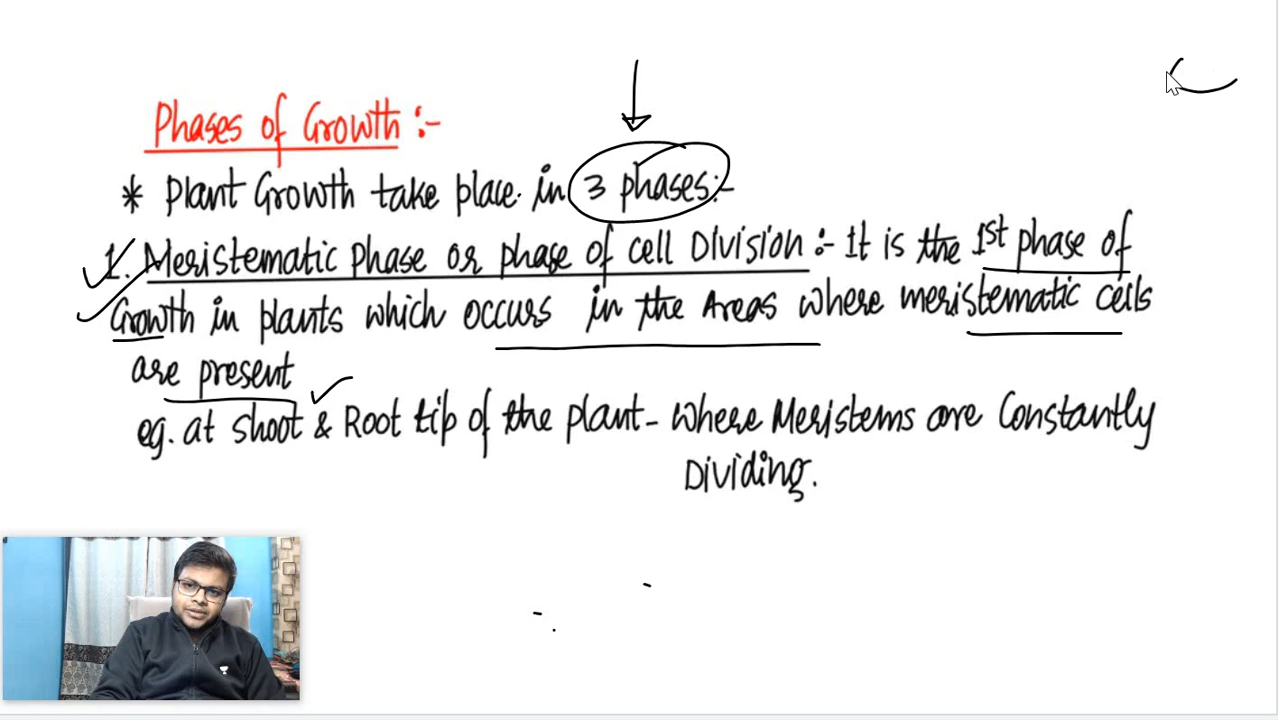 Phases of Growth :-
* Plant Growth take place in 3 phases:-
1. Meristematic Phase or phase of cell Division :- It is the 1st phase of
Growth in plants which occurs in the Areas where meristematic cells
are present
eg. at shoot & Root tip of the plant - where Meristems are Constantly
Dividing.